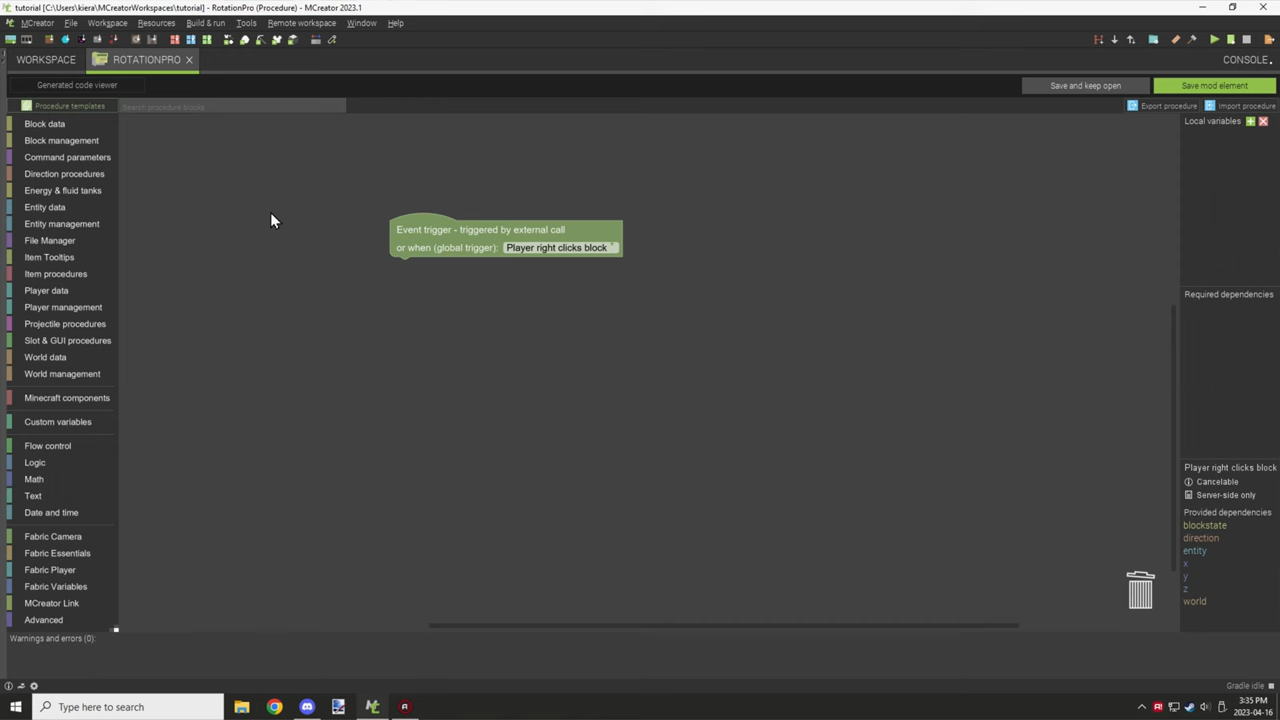 tutorial [C:\Users\kiera\MCreatorWorkspaces\tutorial] - RotationPro (Procedure) - MCreator 2023.1
MCreator File Workspace Resources Build & run Tools Remote workspace Window Help
WORKSPACE ROTATIONPRO CONSOLE
Generated code viewer Save and keep open Save mod element
Procedure templates Search procedure blocks Export procedure Import procedure
Local variables
Block data
Block management
Command parameters
Direction procedures
Energy & fluid tanks
Entity data
Entity management
File Manager
Item Tooltips
Item procedures
Player data
Player management
Projectile procedures
Slot & GUI procedures
World data
World management
Minecraft components
Custom variables
Flow control
Logic
Math
Text
Date and time
Fabric Camera
Fabric Essentials
Fabric Player
Fabric Variables
MCreator Link
Advanced
Event trigger - triggered by external call
or when (global trigger): Player right clicks block
Required dependencies
Player right clicks block
Cancelable
Server-side only
Provided dependencies
blockstate
direction
entity
x
y
z
world
Warnings and errors (0):
Gradle idle
Type here to search
3:35 PM
2023-04-16